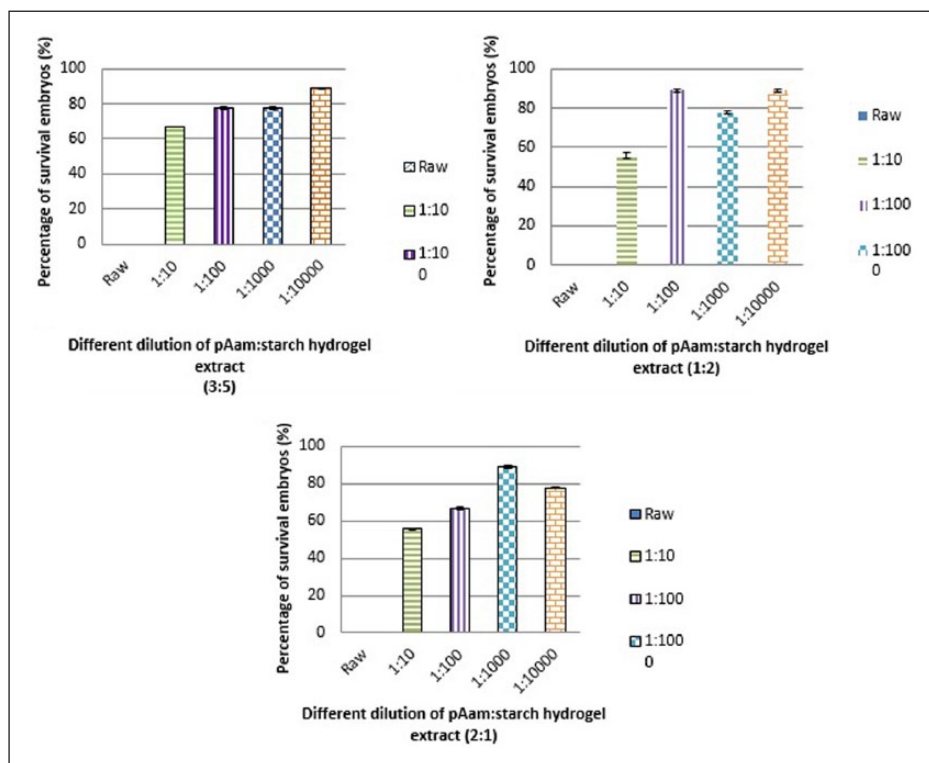 Percentage of survival embryos (%)
100
80
60
40
20
0
Raw
1:10
1:100
1:1000
1:10000
Raw
1:10
1:10
0
Different dilution of pAam:starch hydrogel
extract
(3:5)
Percentage of survival embryos (%)
100
80
60
40
20
0
Raw
1:10
1:100
1:1000
1:10000
Raw
1:10
1:100
1:100
0
Different dilution of pAam:starch hydrogel
extract (1:2)
Percentage of survival embryos (%)
100
80
60
40
20
0
Raw
1:10
1:100
1:1000
1:10000
Raw
1:10
1:100
1:100
0
Different dilution of pAam:starch hydrogel
extract (2:1)